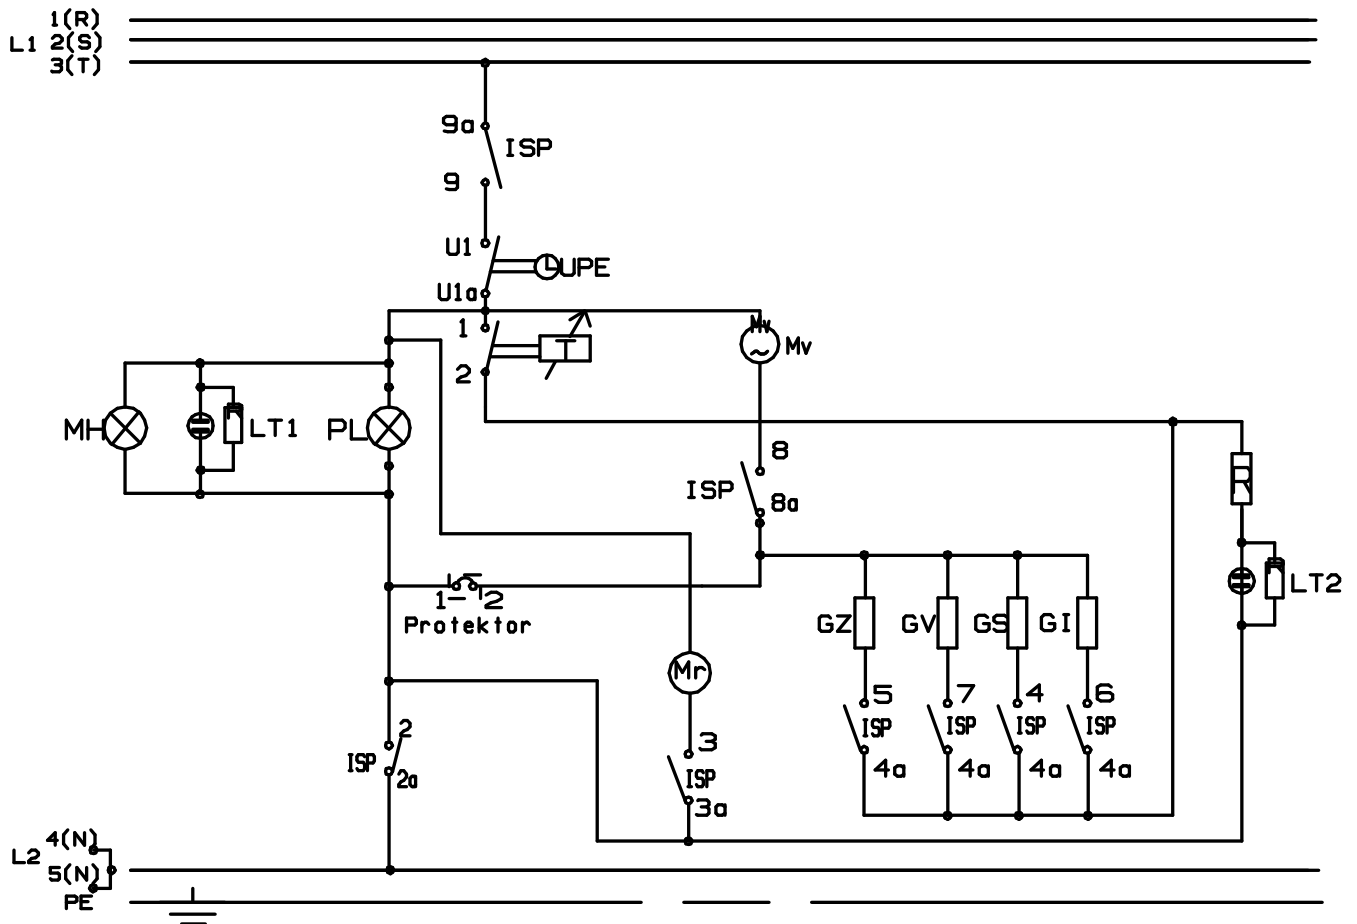 1(R)
L1 2(S)
3(T)
9a
ISP
9
U1
UPE
U1a
1
T
2
Mv
Mv
MH
R
LT1
PL
8
ISP
8a
R
1 2
Protektor
R
LT2
GZ
GV
GS
GI
Mr
5
ISP
4a
7
ISP
4a
4
ISP
4a
6
ISP
4a
2
ISP
2a
3
ISP
3a
4(N)
L2
5(N)
PE